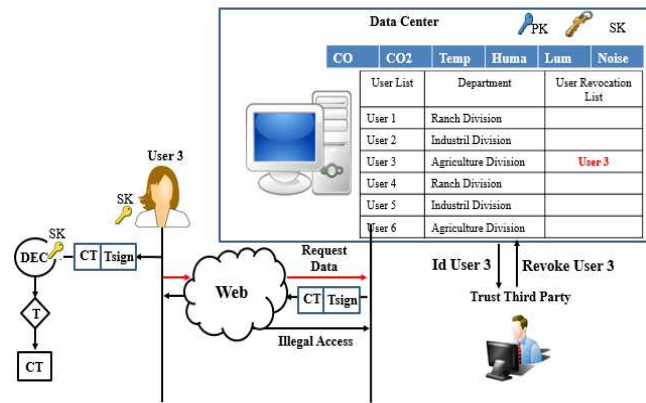 Data Center
PK
SK
CO CO2 Temp Huma Lum Noise
User List Department User Revocation
List
User 1 Ranch Division
User 2 Industril Division
User 3 Agriculture Division User 3
User 4 Ranch Division
User 5 Industril Division
User 6 Agriculture Division
User 3
SK
SK
DEC
CT Tsign
T
CT
Web
Request
Data
CT Tsign
Illegal Access
Id User 3
Revoke User 3
Trust Third Party